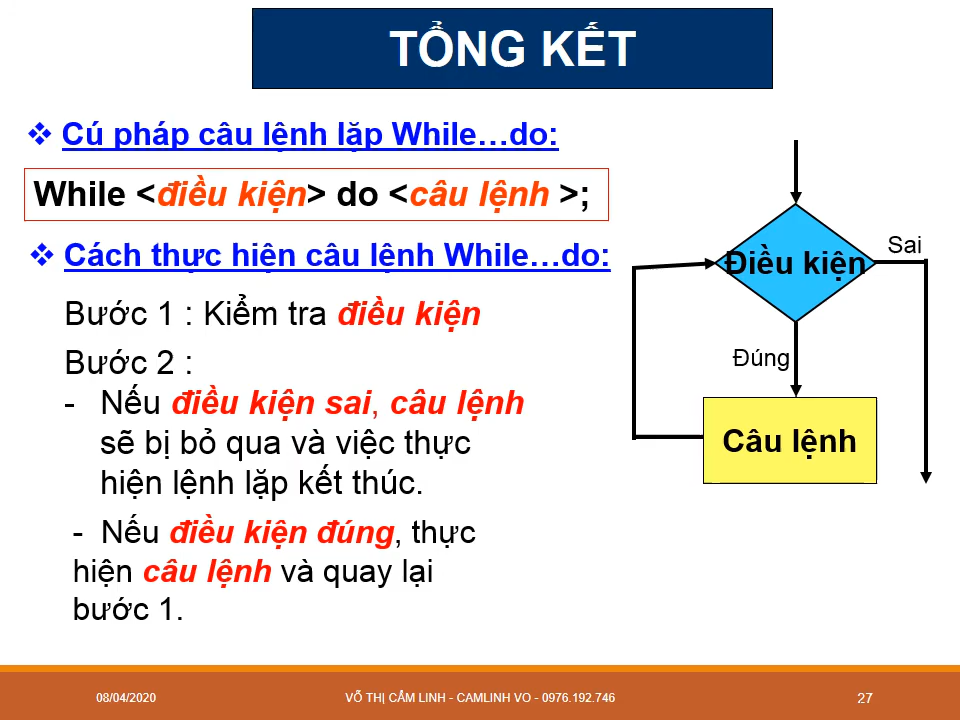 TỔNG KẾT
❖ Cú pháp câu lệnh lặp While…do:
While <điều kiện> do <câu lệnh >;
❖ Cách thực hiện câu lệnh While…do:
Bước 1 : Kiểm tra điều kiện
Bước 2 :
- Nếu điều kiện sai, câu lệnh
sẽ bị bỏ qua và việc thực
hiện lệnh lặp kết thúc.
- Nếu điều kiện đúng, thực
hiện câu lệnh và quay lại
bước 1.
Điều kiện
Sai
Đúng
Câu lệnh
08/04/2020
VÕ THỊ CẨM LINH - CAMLINH VO - 0976.192.746
27